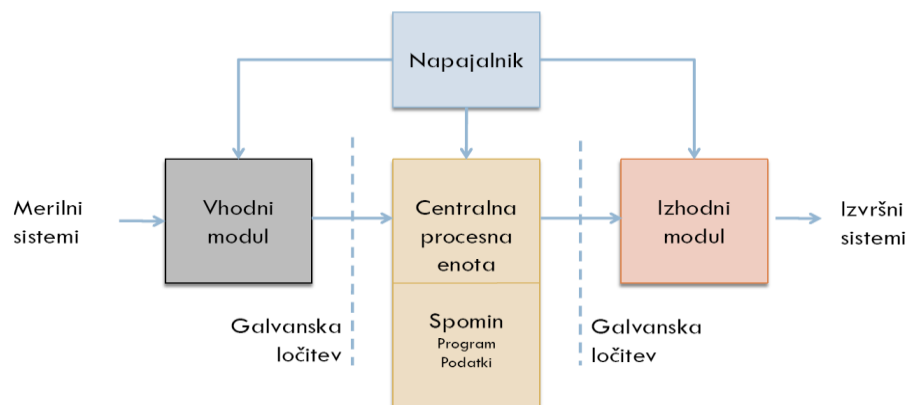 Napajalnik
Merilni
sistemi
Vhodni
modul
Centralna
procesna
enota
Izhodni
modul
Izvršni
sistemi
Galvanska
ločitev
Spomin
Program
Podatki
Galvanska
ločitev